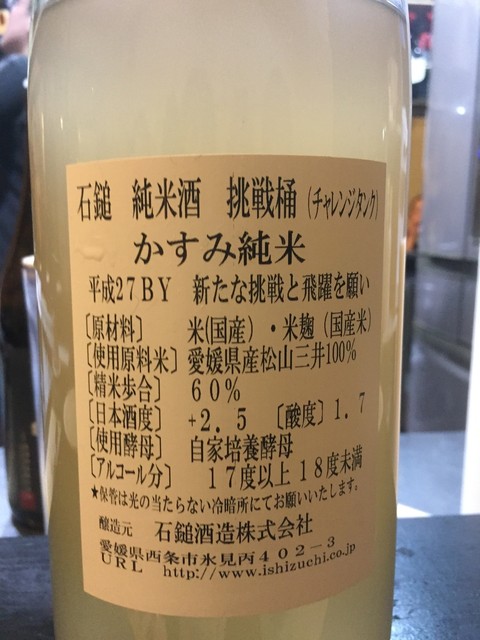 石鎚 純米酒 挑戦桶(チャレンジタンク)
かすみ純米
平成27BY 新たな挑戦と飛躍を願い
〔原材料〕 米(国産)・米麹(国産米)
〔使用原料米〕愛媛県産松山三井100%
〔精米歩合〕 60%
〔日本酒度〕 +2.5 〔酸度〕1.7
〔使用酵母〕 自家培養酵母
〔アルコール分〕 17度以上18度未満
★保管は光の当たらない冷暗所にてお願いいたします。
醸造元 石鎚酒造株式会社
愛媛県西条市氷見丙402-3
URL http://www.ishizuchi.co.jp